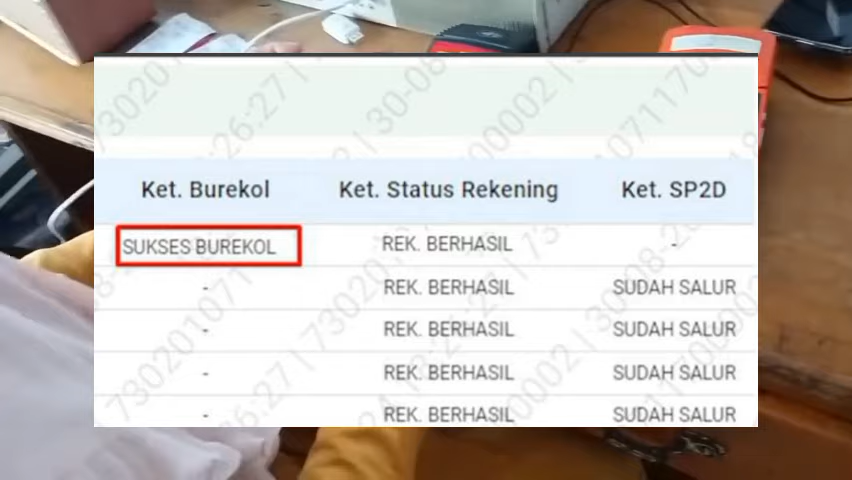 Ket. Burekol Ket. Status Rekening Ket. SP2D
SUKSES BUREKOL REK. BERHASIL -
- REK. BERHASIL SUDAH SALUR
- REK. BERHASIL SUDAH SALUR
- REK. BERHASIL SUDAH SALUR
- REK. BERHASIL SUDAH SALUR